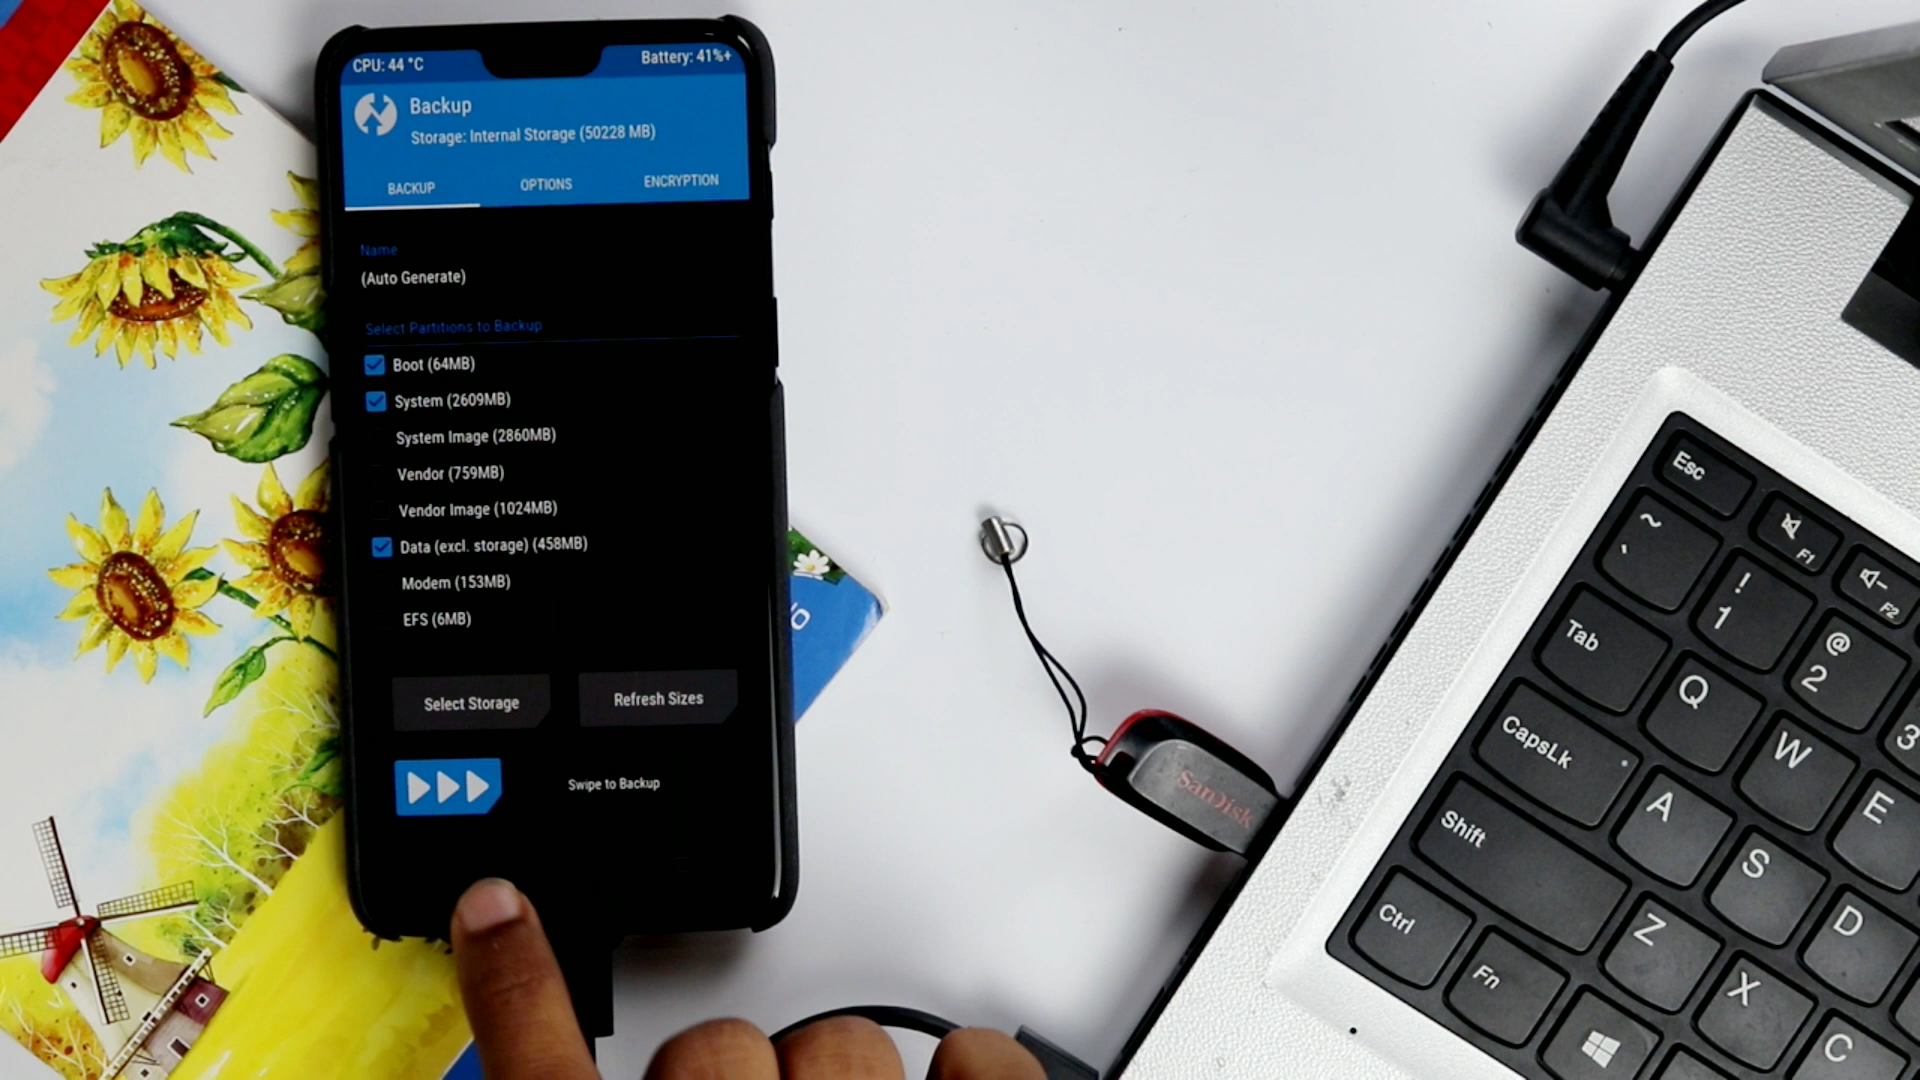 CPU: 44 °C
Battery: 41%+
Backup
Storage: Internal Storage (50228 MB)
BACKUP
OPTIONS
ENCRYPTION
Name
(Auto Generate)
Select Partitions to Backup
Boot (64MB)
System (2609MB)
System Image (2860MB)
Vendor (759MB)
Vendor Image (1024MB)
Data (excl. storage) (458MB)
Modem (153MB)
EFS (6MB)
Select Storage
Refresh Sizes
Swipe to Backup
SanDisk
Esc
F1
F2
~
`
!
1
@
2
3
Tab
Q
W
E
CapsLk
A
S
D
Shift
Z
X
C
Ctrl
Fn